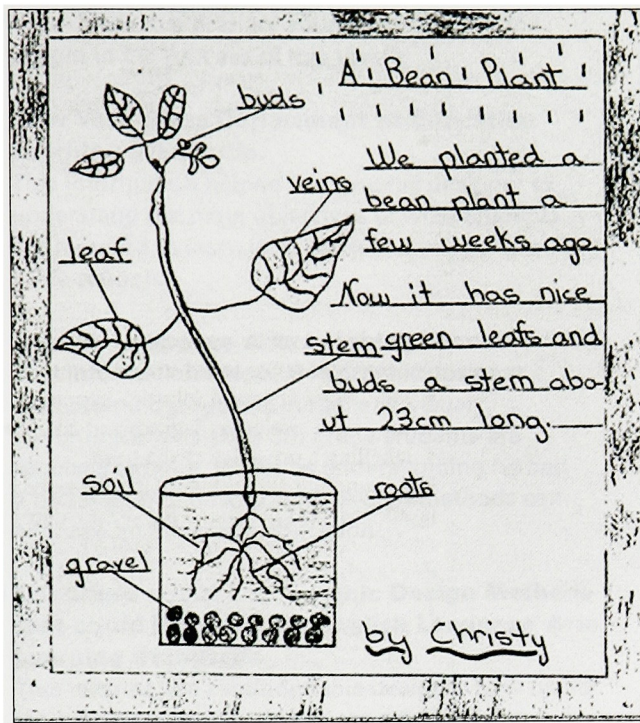 A Bean Plant
buds
We planted a
bean plant a
few weeks ago.
veins
leaf
Now it has nice
green leafs and
stem
buds, a stem abo-
ut 23cm long.
soil
roots
gravel
by Christy